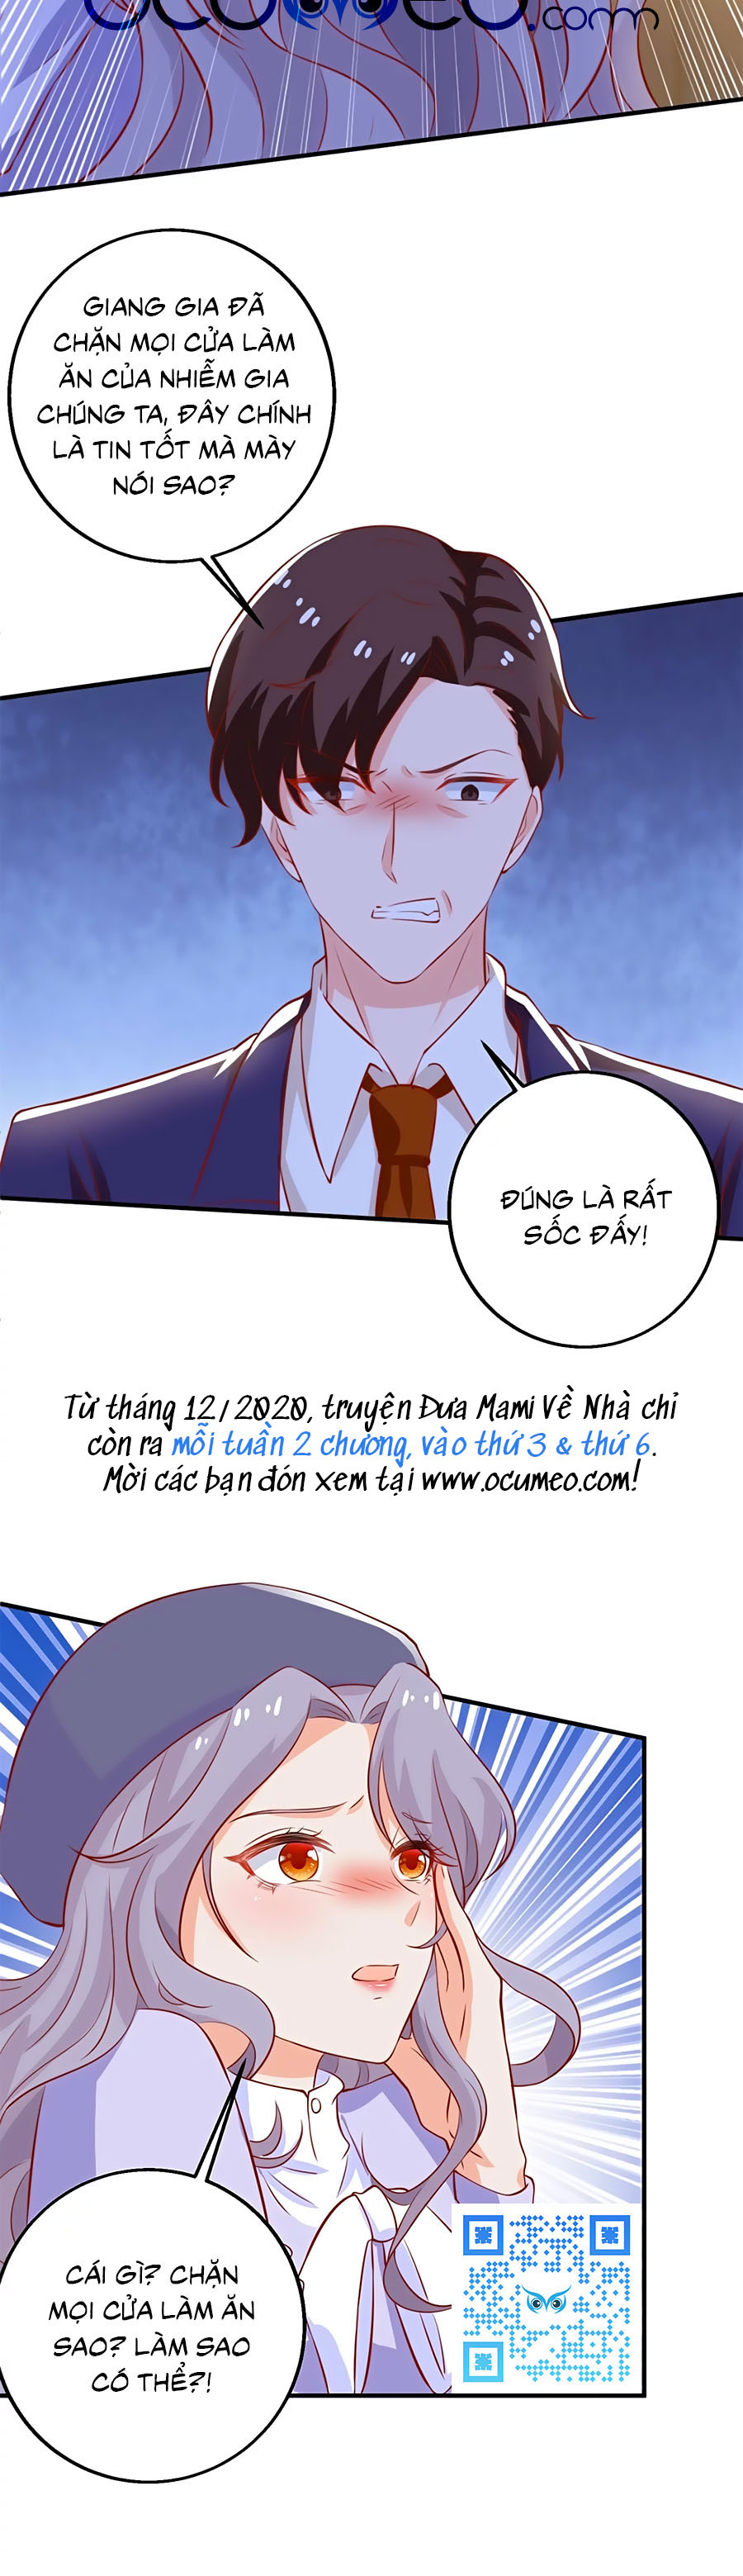 ocumeo.com
GIANG GIA ĐÃ
CHẶN MỌI CỬA LÀM
ĂN CỦA NHIỄM GIA
CHÚNG TA, ĐÂY CHÍNH
LÀ TIN TỐT MÀ MÀY
NÓI SAO?
ĐÚNG LÀ RẤT
SỐC ĐẤY!
Từ tháng 12/2020, truyện Đưa Mami Về Nhà chỉ
còn ra mỗi tuần 2 chương, vào thứ 3 & thứ 6.
Mời các bạn đón xem tại www.ocumeo.com!
CÁI GÌ? CHẶN
MỌI CỬA LÀM ĂN
SAO? LÀM SAO
CÓ THỂ?!